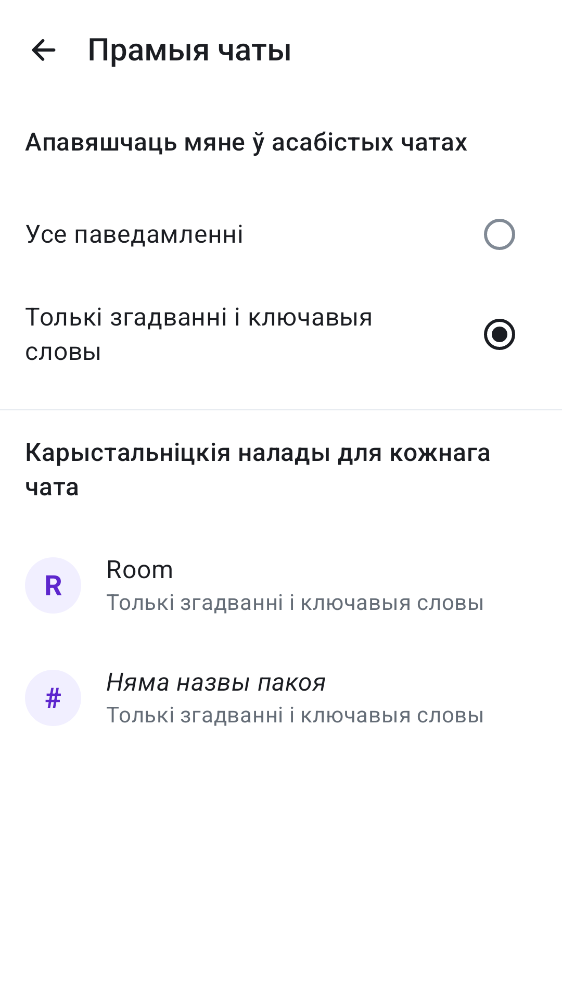 Прамыя чаты
Апавяшчаць мяне ў асабістых чатах
Усе паведамленні
Толькі згадванні і ключавыя
словы
Карыстальніцкія налады для кожнага
чата
R
Room
Толькі згадванні і ключавыя словы
#
Няма назвы пакоя
Толькі згадванні і ключавыя словы